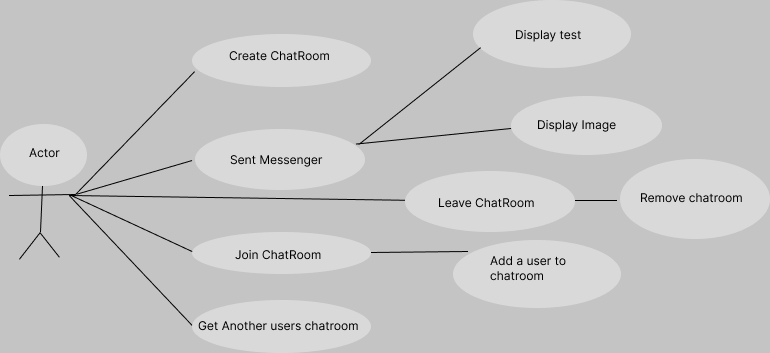 Display test
Create ChatRoom
Display Image
Actor
Sent Messenger
Leave ChatRoom
Remove chatroom
Join ChatRoom
Add a user to
chatroom
Get Another users chatroom